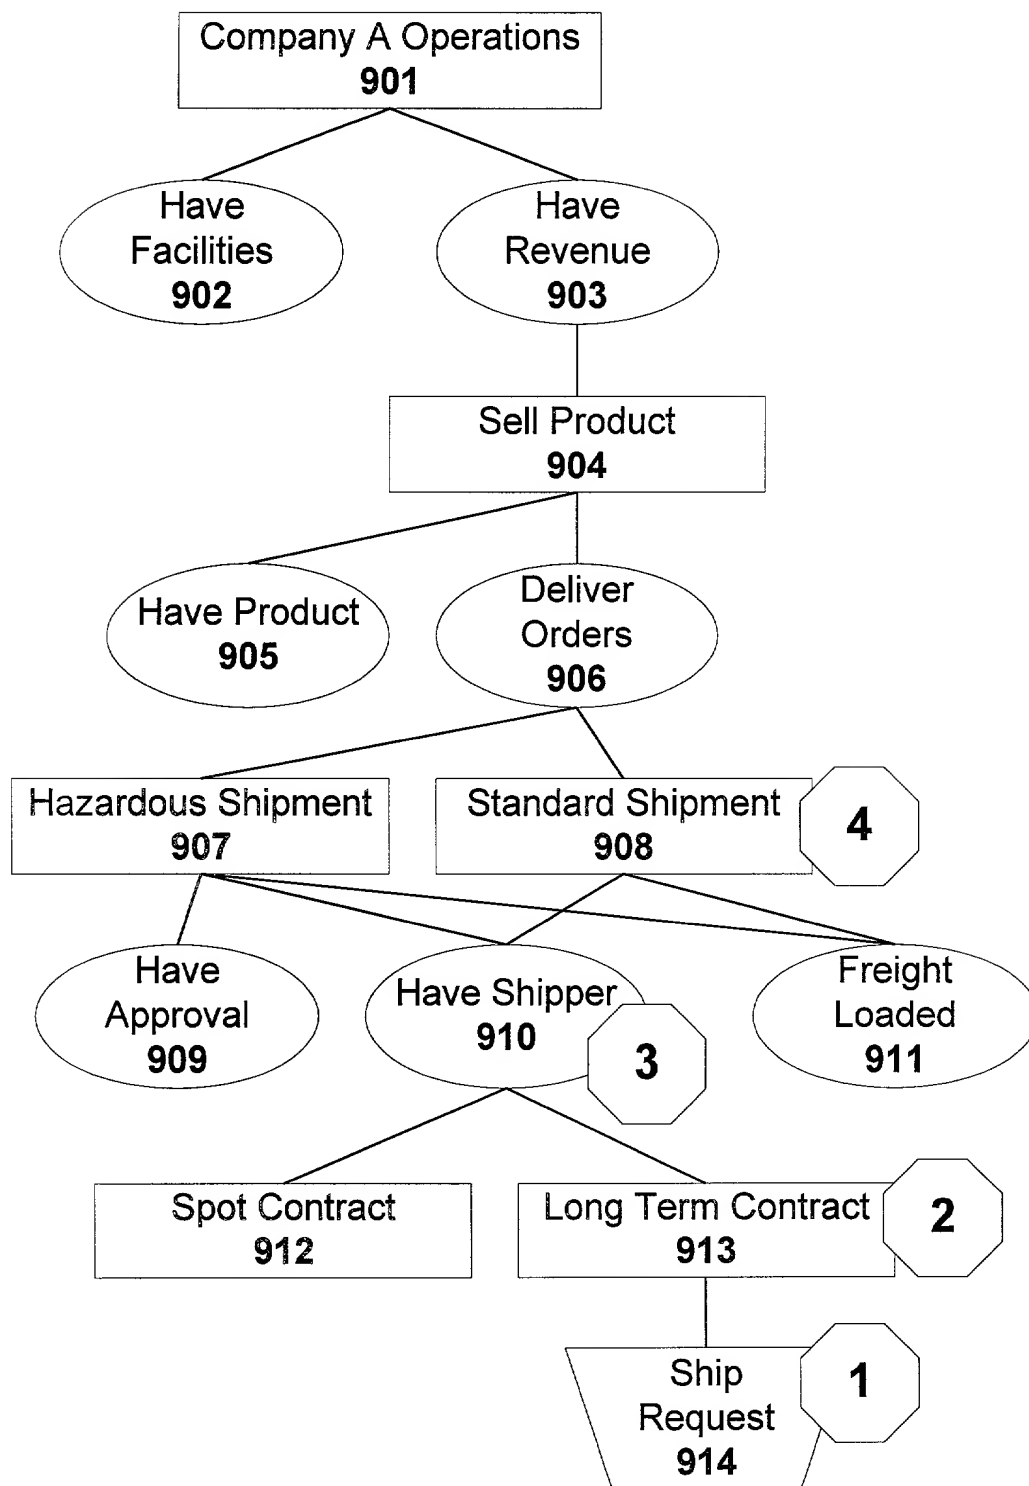 Company A Operations
901
Have
Facilities
902
Have
Revenue
903
Sell Product
904
Have Product
905
Deliver
Orders
906
Hazardous Shipment
907
Standard Shipment
908
4
Have
Approval
909
Have Shipper
910
3
Freight
Loaded
911
Spot Contract
912
Long Term Contract
913
2
Ship
Request
914
1